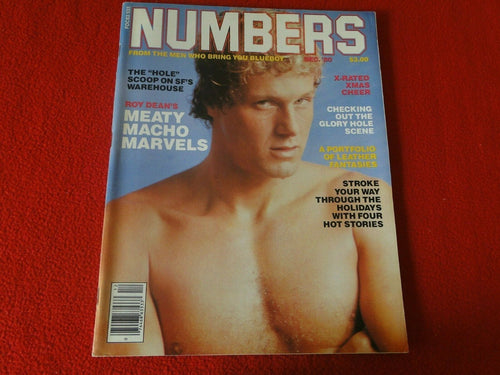 NUMBERS
FROM THE MEN WHO BRING YOU BLUEBOY
DEC. '80
$3.00
THE "HOLE"
SCOOP ON SF'S
WAREHOUSE
ROY DEAN'S
MEATY
MACHO
MARVELS
X-RATED
XMAS
CHEER
CHECKING
OUT THE
GLORY HOLE
SCENE
A PORTFOLIO
OF LEATHER
FANTASIES
STROKE
YOUR WAY
THROUGH THE
HOLIDAYS
WITH FOUR
HOT STORIES